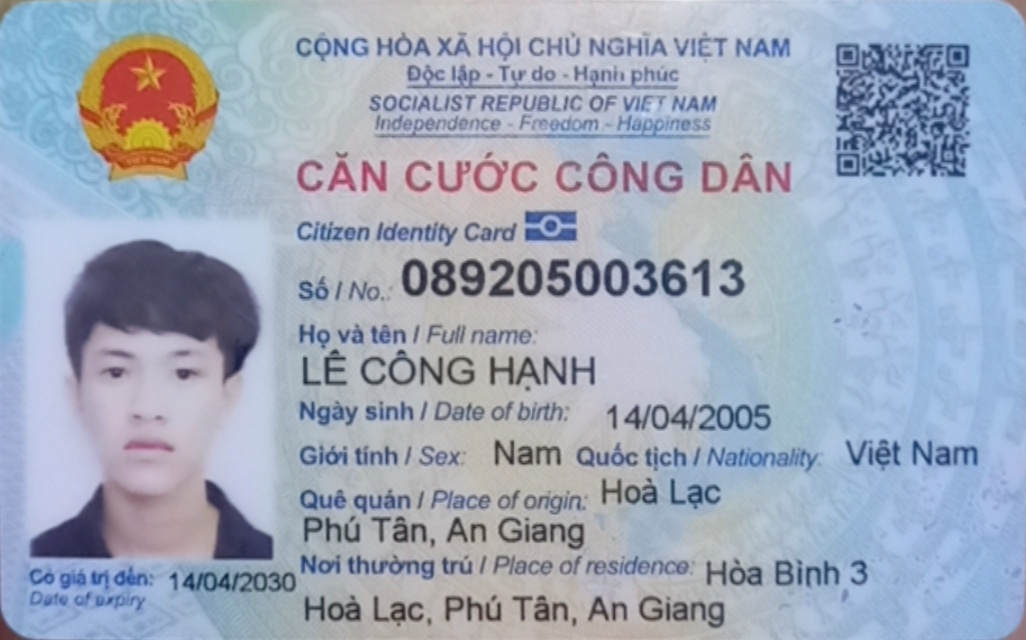 CỘNG HÒA XÃ HỘI CHỦ NGHĨA VIỆT NAM
Độc lập - Tự do - Hạnh phúc
SOCIALIST REPUBLIC OF VIET NAM
Independence - Freedom - Happiness
CĂN CƯỚC CÔNG DÂN
Citizen Identity Card
Số / No.: 089205003613
Họ và tên / Full name:
LÊ CÔNG HẠNH
Ngày sinh / Date of birth: 14/04/2005
Giới tính / Sex: Nam Quốc tịch / Nationality: Việt Nam
Quê quán / Place of origin: Hoà Lạc
Phú Tân, An Giang
Nơi thường trú / Place of residence: Hòa Bình 3
Hoà Lạc, Phú Tân, An Giang
Có giá trị đến: 14/04/2030
Date of expiry
VIỆT NAM